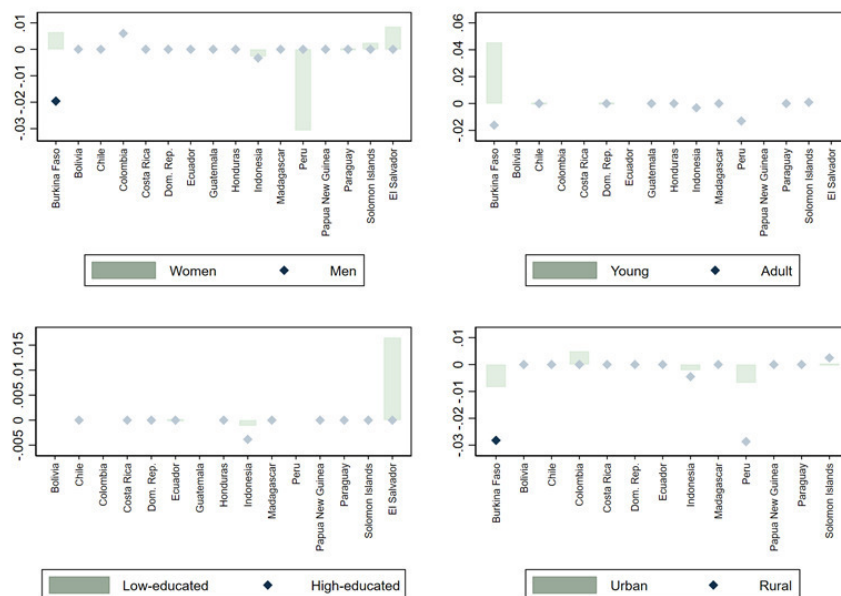 .01
0
-.01
-.02
-.03
Burkina Faso
Bolivia
Chile
Colombia
Costa Rica
Dom. Rep.
Ecuador
Guatemala
Honduras
Indonesia
Madagascar
Peru
Papua New Guinea
Paraguay
Solomon Islands
El Salvador
Women
Men
.06
0.04
0.02
0
-.02
Burkina Faso
Bolivia
Chile
Colombia
Costa Rica
Dom. Rep.
Ecuador
Guatemala
Honduras
Indonesia
Madagascar
Peru
Papua New Guinea
Paraguay
Solomon Islands
El Salvador
Young
Adult
.015
.01
.005
0
-.005
Bolivia
Chile
Colombia
Costa Rica
Dom. Rep.
Ecuador
Guatemala
Honduras
Indonesia
Madagascar
Peru
Papua New Guinea
Paraguay
Solomon Islands
El Salvador
Low-educated
High-educated
.01
0
-.01
-.02
-.03
Burkina Faso
Bolivia
Chile
Colombia
Costa Rica
Dom. Rep.
Ecuador
Indonesia
Madagascar
Peru
Papua New Guinea
Paraguay
Solomon Islands
Urban
Rural